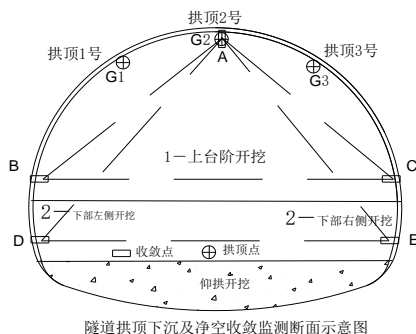 拱顶2号
拱顶1号
G2
拱顶3号
G1
A
G3
1－上台阶开挖
B
C
2－下部左侧开挖
2－下部右侧开挖
D
E
收敛点
拱顶点
仰拱开挖
隧道拱顶下沉及净空收敛监测断面示意图